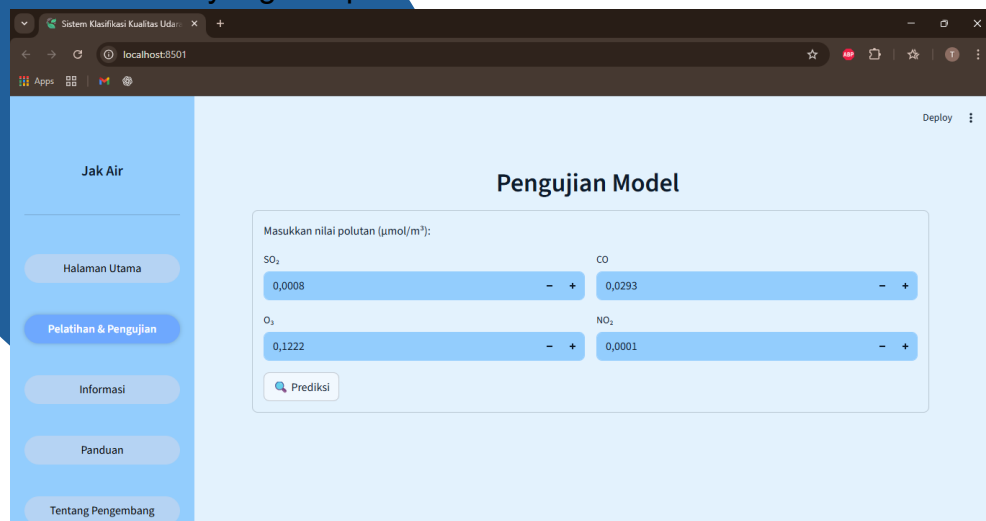 Sistem Klasifikasi Kualitas Udar
localhost:8501
ABP
T
Apps
Deploy
Jak Air
Halaman Utama
Pelatihan & Pengujian
Informasi
Panduan
Tentang Pengembang
Pengujian Model
Masukkan nilai polutan (μmol/m³):
SO₂
0,0008
CO
0,0293
O₃
0,1222
NO₂
0,0001
Prediksi